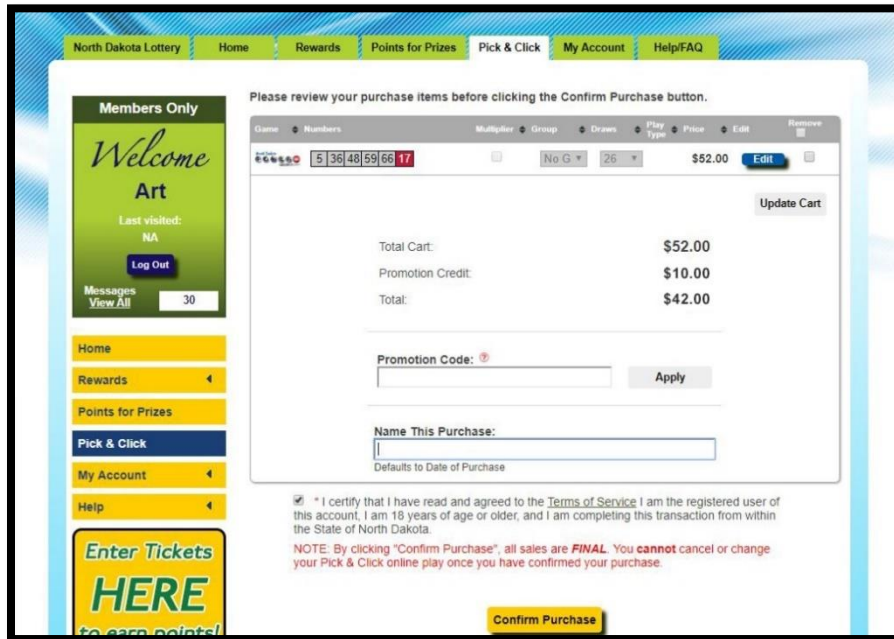 North Dakota Lottery Home Rewards Points for Prizes Pick & Click My Account Help/FAQ
Members Only
Welcome
Art
Last visited:
NA
Log Out
Messages
View All 30
Home
Rewards
Points for Prizes
Pick & Click
My Account
Help
Enter Tickets
HERE
to earn points!
Please review your purchase items before clicking the Confirm Purchase button.
Game Numbers Multiplier Group Draws Play Type Price Edit Remove
5 36 48 59 66 17 No G 26 $52.00 Edit
Update Cart
Total Cart: $52.00
Promotion Credit: $10.00
Total: $42.00
Promotion Code:
Apply
Name This Purchase:
Defaults to Date of Purchase
* I certify that I have read and agreed to the Terms of Service I am the registered user of
this account, I am 18 years of age or older, and I am completing this transaction from within
the State of North Dakota.
NOTE: By clicking "Confirm Purchase", all sales are FINAL. You cannot cancel or change
your Pick & Click online play once you have confirmed your purchase.
Confirm Purchase